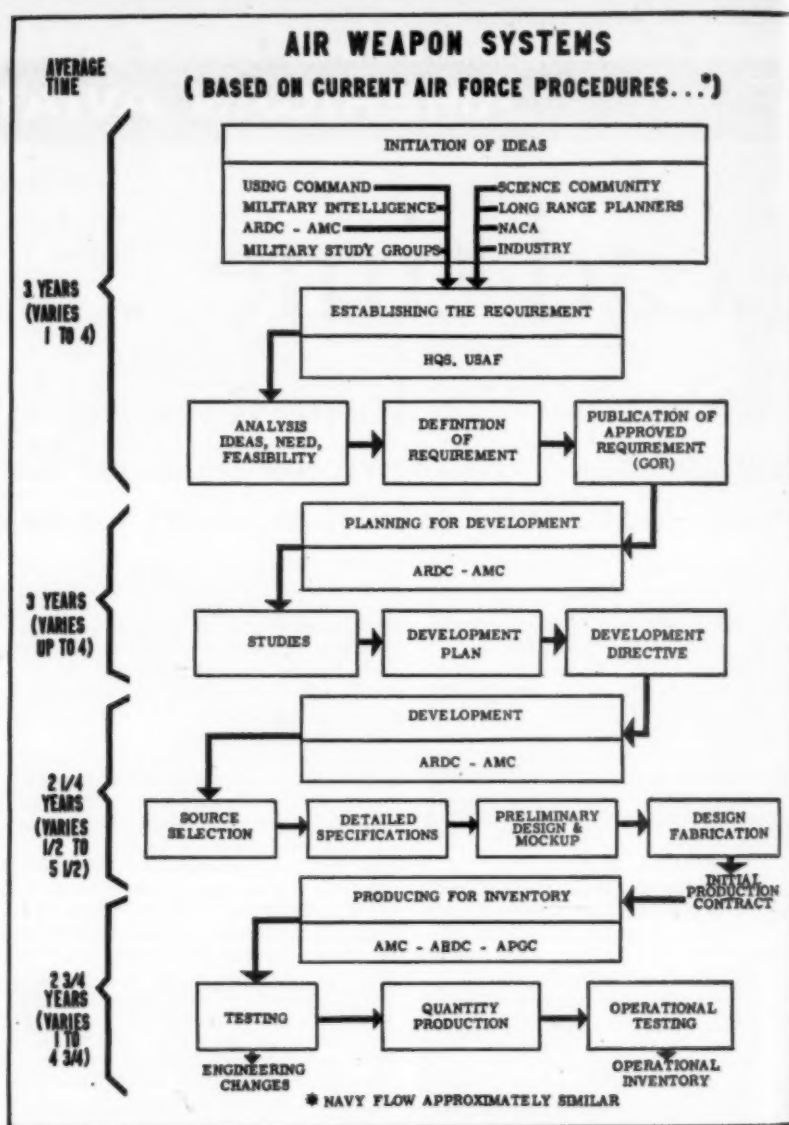 AIR WEAPON SYSTEMS
AVERAGE
TIME
( BASED ON CURRENT AIR FORCE PROCEDURES...*)
INITIATION OF IDEAS
USING COMMAND
MILITARY INTELLIGENCE
ARDC - AMC
MILITARY STUDY GROUPS
SCIENCE COMMUNITY
LONG RANGE PLANNERS
NACA
INDUSTRY
3 YEARS
(VARIES
1 TO 4)
ESTABLISHING THE REQUIREMENT
HQS, USAF
ANALYSIS
IDEAS, NEED,
FEASIBILITY
DEFINITION
OF
REQUIREMENT
PUBLICATION OF
APPROVED
REQUIREMENT
(GOR)
3 YEARS
(VARIES
UP TO 4)
PLANNING FOR DEVELOPMENT
ARDC - AMC
STUDIES
DEVELOPMENT
PLAN
DEVELOPMENT
DIRECTIVE
2 1/4
YEARS
(VARIES
1/2 TO
5 1/2)
DEVELOPMENT
ARDC - AMC
SOURCE
SELECTION
DETAILED
SPECIFICATIONS
PRELIMINARY
DESIGN &
MOCKUP
DESIGN
FABRICATION
INITIAL
PRODUCTION
CONTRACT
2 3/4
YEARS
(VARIES
1 TO
4 3/4)
PRODUCING FOR INVENTORY
AMC - ARDC - APGC
TESTING
QUANTITY
PRODUCTION
OPERATIONAL
TESTING
ENGINEERING
CHANGES
OPERATIONAL
INVENTORY
* NAVY FLOW APPROXIMATELY SIMILAR